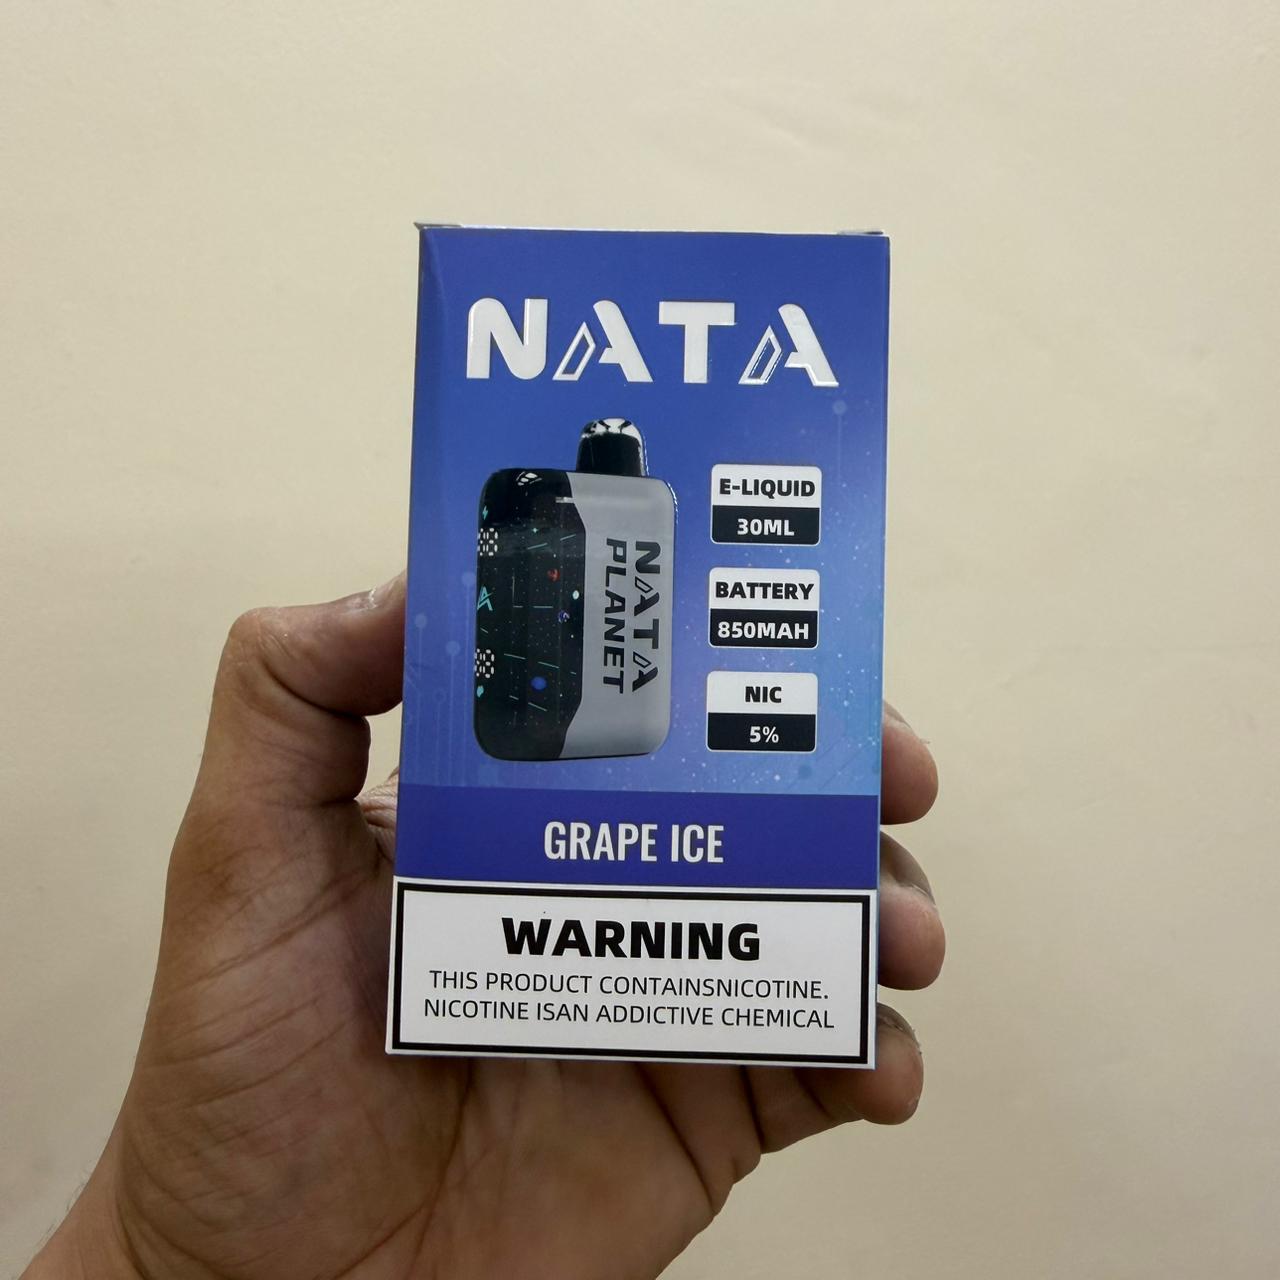 NATA
NATA
PLANET
E-LIQUID
30ML
BATTERY
850MAH
NIC
5%
GRAPE ICE
WARNING
THIS PRODUCT CONTAINSNICOTINE.
NICOTINE ISAN ADDICTIVE CHEMICAL